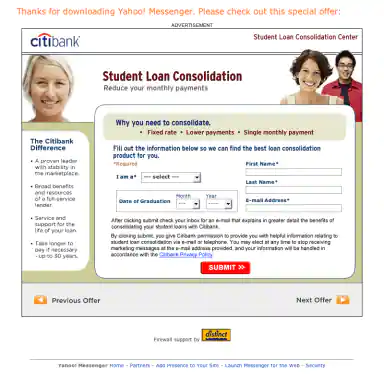 Thanks for downloading Yahoo! Messenger. Please check out this special offer:
ADVERTISEMENT
citibank
Student Loan Consolidation Center
Student Loan Consolidation
Reduce your monthly payments
The Citibank
Difference
• A proven leader
with stability in
the marketplace.
• Broad benefits
and resources
of a full-service
lender.
• Service and
support for the
life of your loan
• Take longer to
pay if necessary
- up to 30 years.
Why you need to consolidate.
• Fixed rate • Lower payments • Single monthly payment
Fill out the information below so we can find the best loan consolidation
product for you.
*Required
I am a* --- select ---
First Name*
Last Name*
Date of Graduation
Month
Year
E-mail Address*
After clicking submit check your inbox for an e-mail that explains in greater detail the benefits of
consolidating your student loans with Citibank.
By clicking submit, you give Citibank permission to provide you with helpful information relating to
student loan consolidation via e-mail or telephone. You may elect at any time to stop receiving
marketing messages at the e-mail address provided, and your information will be handled in
accordance with the Citibank Privacy Policy.
SUBMIT >>
Previous Offer
Next Offer
Firewall support by
Yahoo! Messenger Home - Partners - Add Presence to Your Site - Launch Messenger for the Web - Security